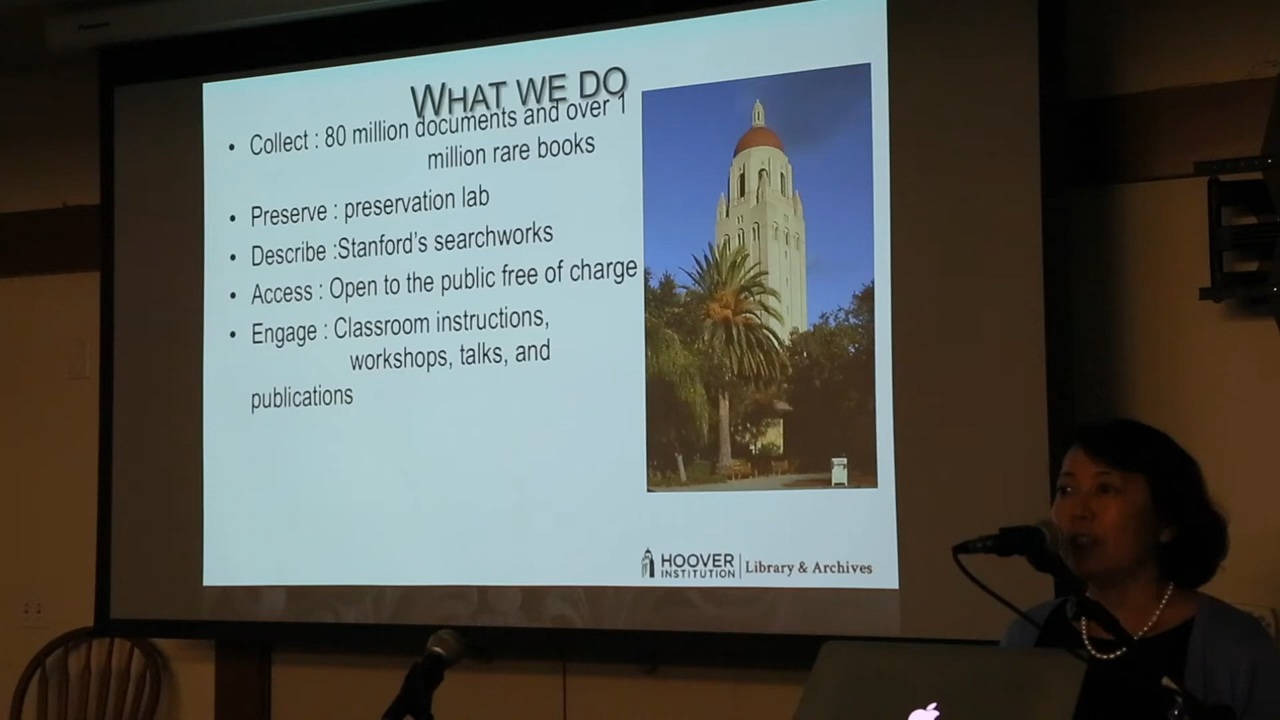 WHAT WE DO
• Collect : 80 million documents and over 1
million rare books
• Preserve : preservation lab
• Describe :Stanford's searchworks
• Access : Open to the public free of charge
• Engage : Classroom instructions,
workshops, talks, and
publications
HOOVER
INSTITUTION
Library & Archives